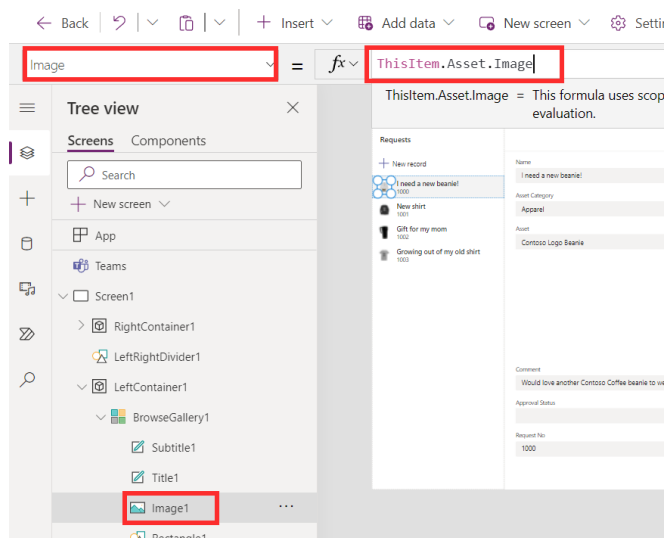 Back Insert Add data New screen Settin
Image = fx ThisItem.Asset.Image
ThisItem.Asset.Image = This formula uses scop
evaluation.
Tree view
Screens Components
Search
New screen
App
Teams
Screen1
RightContainer1
LeftRightDivider1
LeftContainer1
BrowseGallery1
Subtitle1
Title1
Image1
Rectangle1
Requests
New record
I need a new beanie!
1000
New shirt
1001
Gift for my mom
1002
Growing out of my old shirt
1003
Name
I need a new beanie!
Asset Category
Apparel
Asset
Contoso Logo Beanie
Comment
Would love another Contoso Coffee beanie to we
Approval Status
Request No
1000